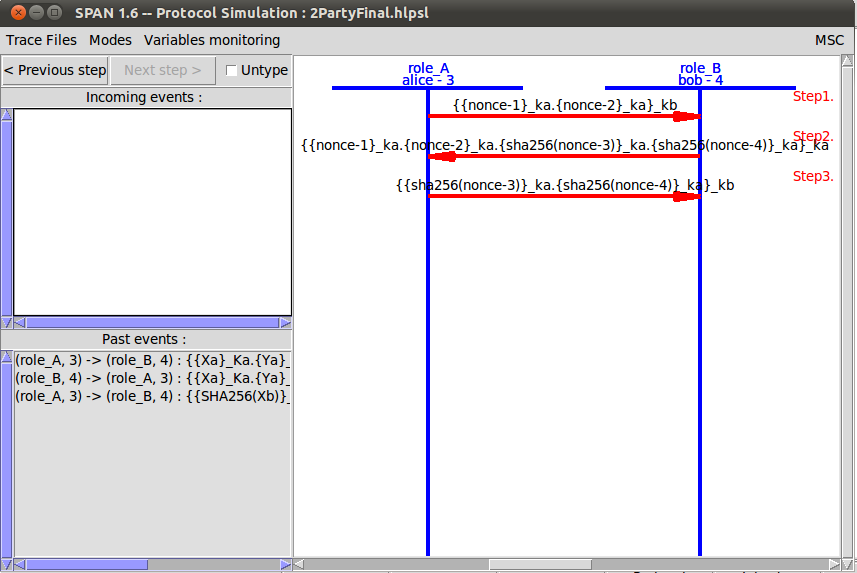 SPAN 1.6 -- Protocol Simulation : 2PartyFinal.hlpsl
Trace Files Modes Variables monitoring MSC
< Previous step Next step > Untype
Incoming events :
Past events :
(role_A, 3) -> (role_B, 4) : {{Xa}_Ka.{Ya}_
(role_B, 4) -> (role_A, 3) : {{Xa}_Ka.{Ya}_
(role_A, 3) -> (role_B, 4) : {{SHA256(Xb)}_
role_A role_B
alice - 3 bob - 4
Step1.
{{nonce-1}_ka.{nonce-2}_ka}_kb
Step2.
{{nonce-1}_ka.{nonce-2}_ka.{sha256(nonce-3)}_ka.{sha256(nonce-4)}_ka}_ka
Step3.
{{sha256(nonce-3)}_ka.{sha256(nonce-4)}_ka}_kb